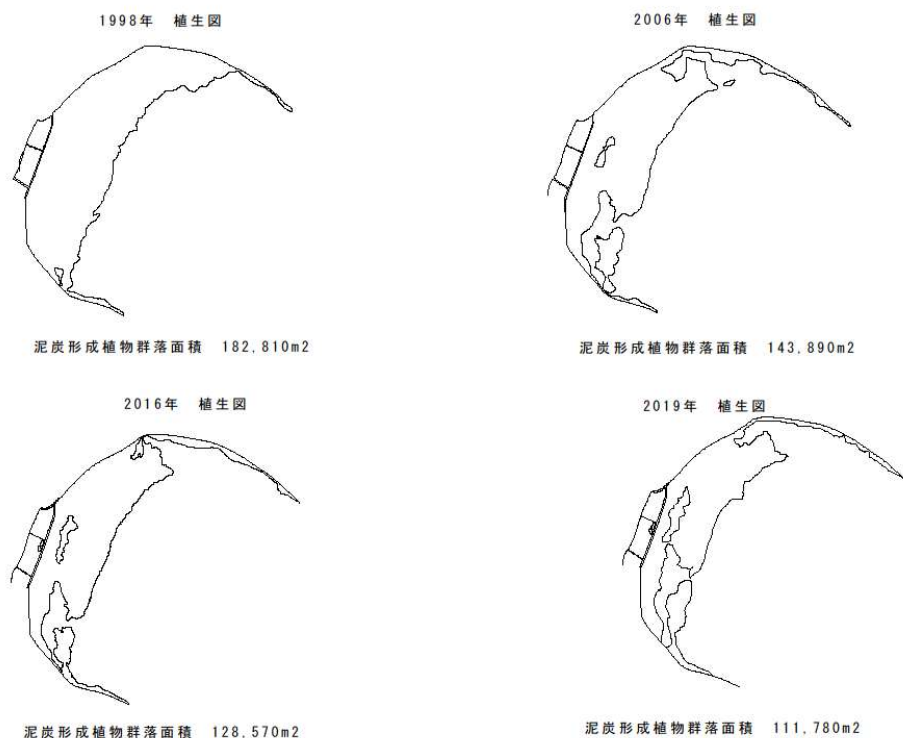 1998年 植生図
2006年 植生図
泥炭形成植物群落面積 182,810m2
泥炭形成植物群落面積 143,890m2
2016年 植生図
2019年 植生図
泥炭形成植物群落面積 128,570m2
泥炭形成植物群落面積 111,780m2